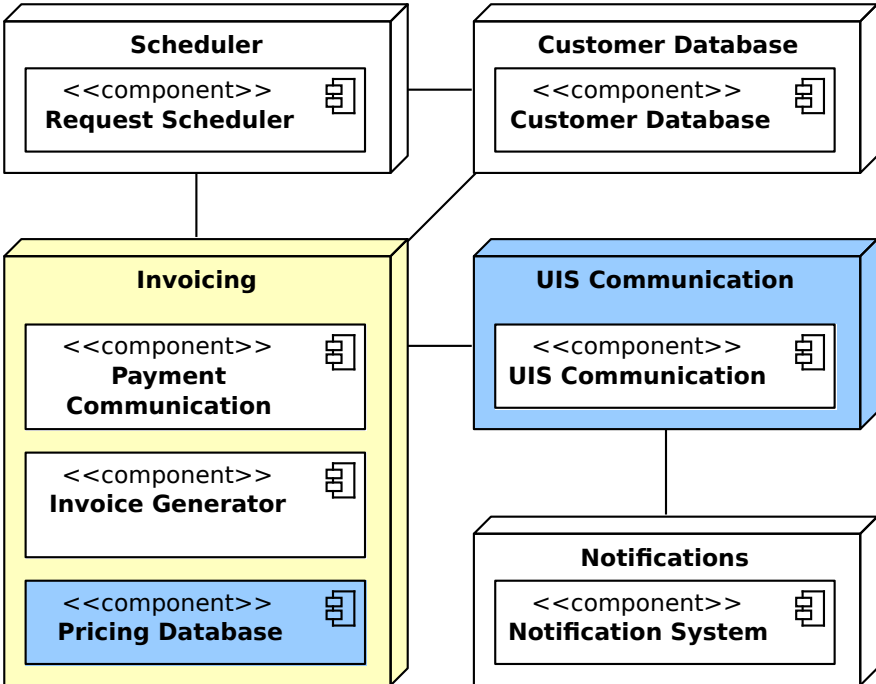 Scheduler
<<component>>
Request Scheduler
Customer Database
<<component>>
Customer Database
Invoicing
<<component>>
Payment
Communication
<<component>>
Invoice Generator
<<component>>
Pricing Database
UIS Communication
<<component>>
UIS Communication
Notifications
<<component>>
Notification System